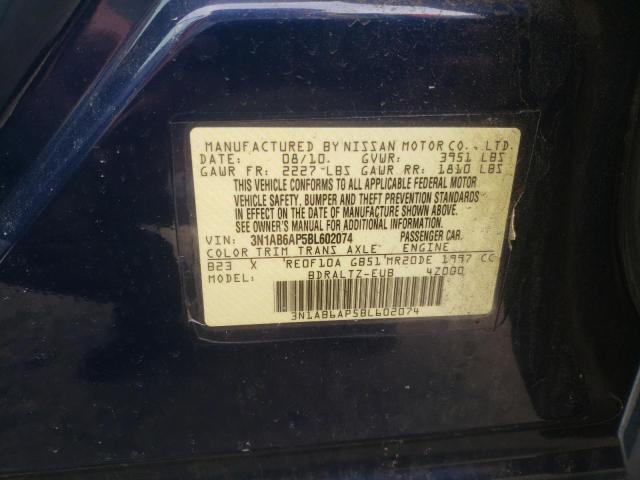 MANUFACTURED BY NISSAN MOTOR CO., LTD.
DATE: 08/10. GVWR: 3951 LBS
GAWR FR: 2227 LBS GAWR RR: 1810 LBS
THIS VEHICLE CONFORMS TO ALL APPLICABLE FEDERAL MOTOR
VEHICLE SAFETY, BUMPER AND THEFT PREVENTION STANDARDS
IN EFFECT ON THE DATE OF MANUFACTURE SHOWN ABOVE.
SEE OWNER'S MANUAL FOR ADDITIONAL INFORMATION.
VIN: 3N1AB6AP5BL602074 PASSENGER CAR.
COLOR TRIM TRANS AXLE ENGINE
B23 X RE0F10A GB51 MR20DE 1997 CC
MODEL: BDRALTZ-EUB 4Z000
3N1AB6AP5BL602074